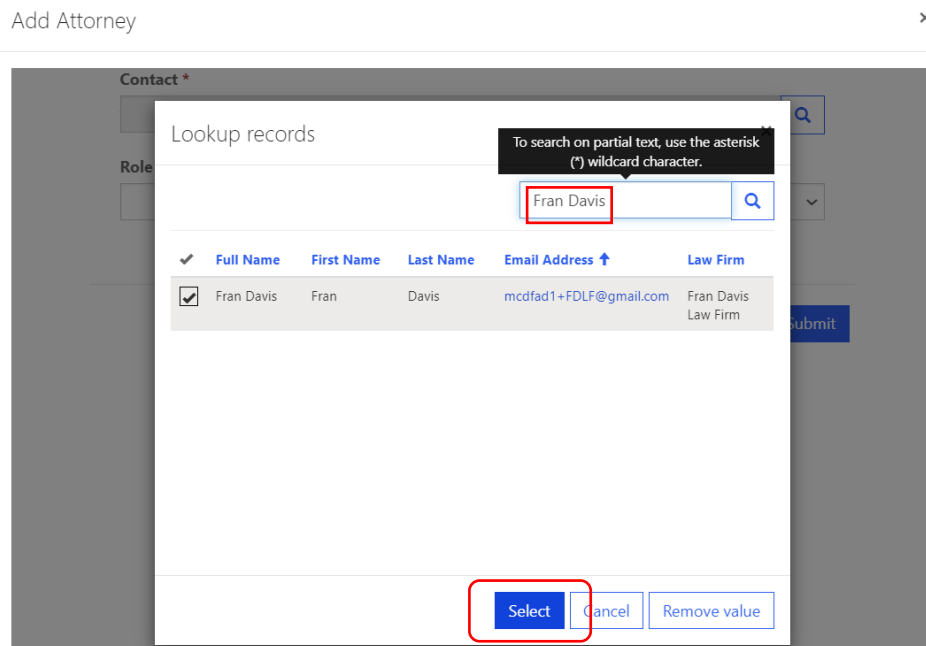 Add Attorney
Contact *
Lookup records
To search on partial text, use the asterisk
(*) wildcard character.
Role
Fran Davis
Full Name First Name Last Name Email Address Law Firm
Fran Davis Fran Davis mcdfad1+FDLF@gmail.com Fran Davis
Law Firm
Submit
Select Cancel Remove value